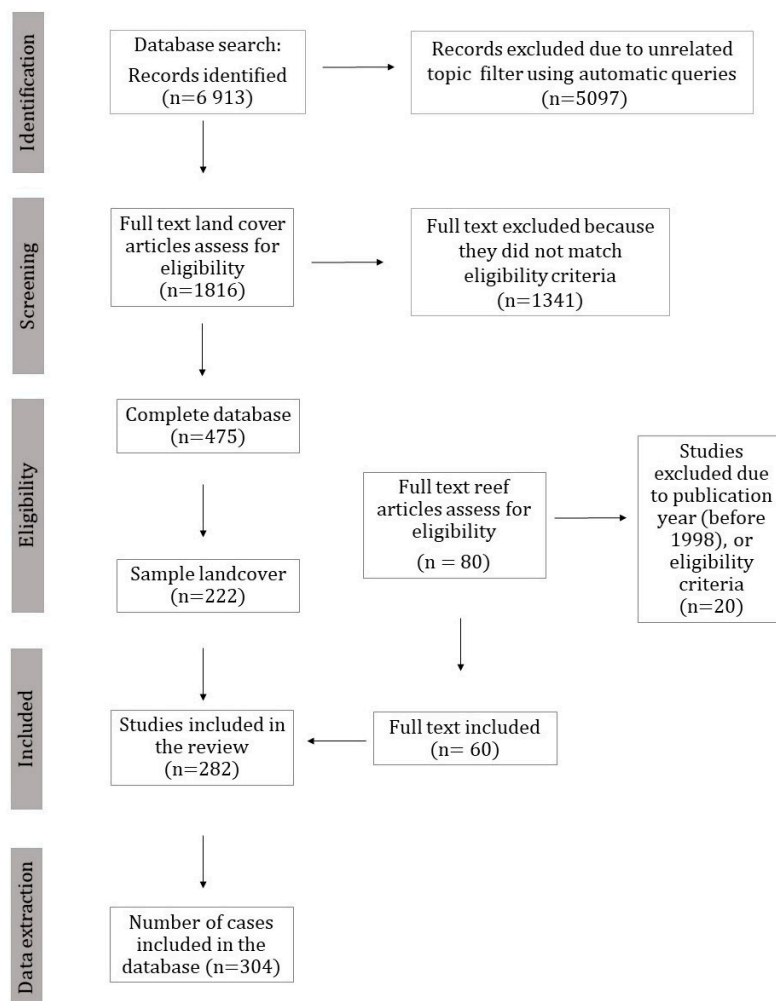 Identification
Database search:
Records identified
(n=6 913)
Records excluded due to unrelated
topic filter using automatic queries
(n=5097)
Screening
Full text land cover
articles assess for
eligibility
(n=1816)
Full text excluded because
they did not match
eligibility criteria
(n=1341)
Eligibility
Complete database
(n=475)
Sample landcover
(n=222)
Full text reef
articles assess for
eligibility
(n = 80)
Studies
excluded due
to publication
year (before
1998), or
eligibility
criteria
(n=20)
Included
Studies included in
the review
(n=282)
Full text included
(n= 60)
Data extraction
Number of cases
included in the
database (n=304)